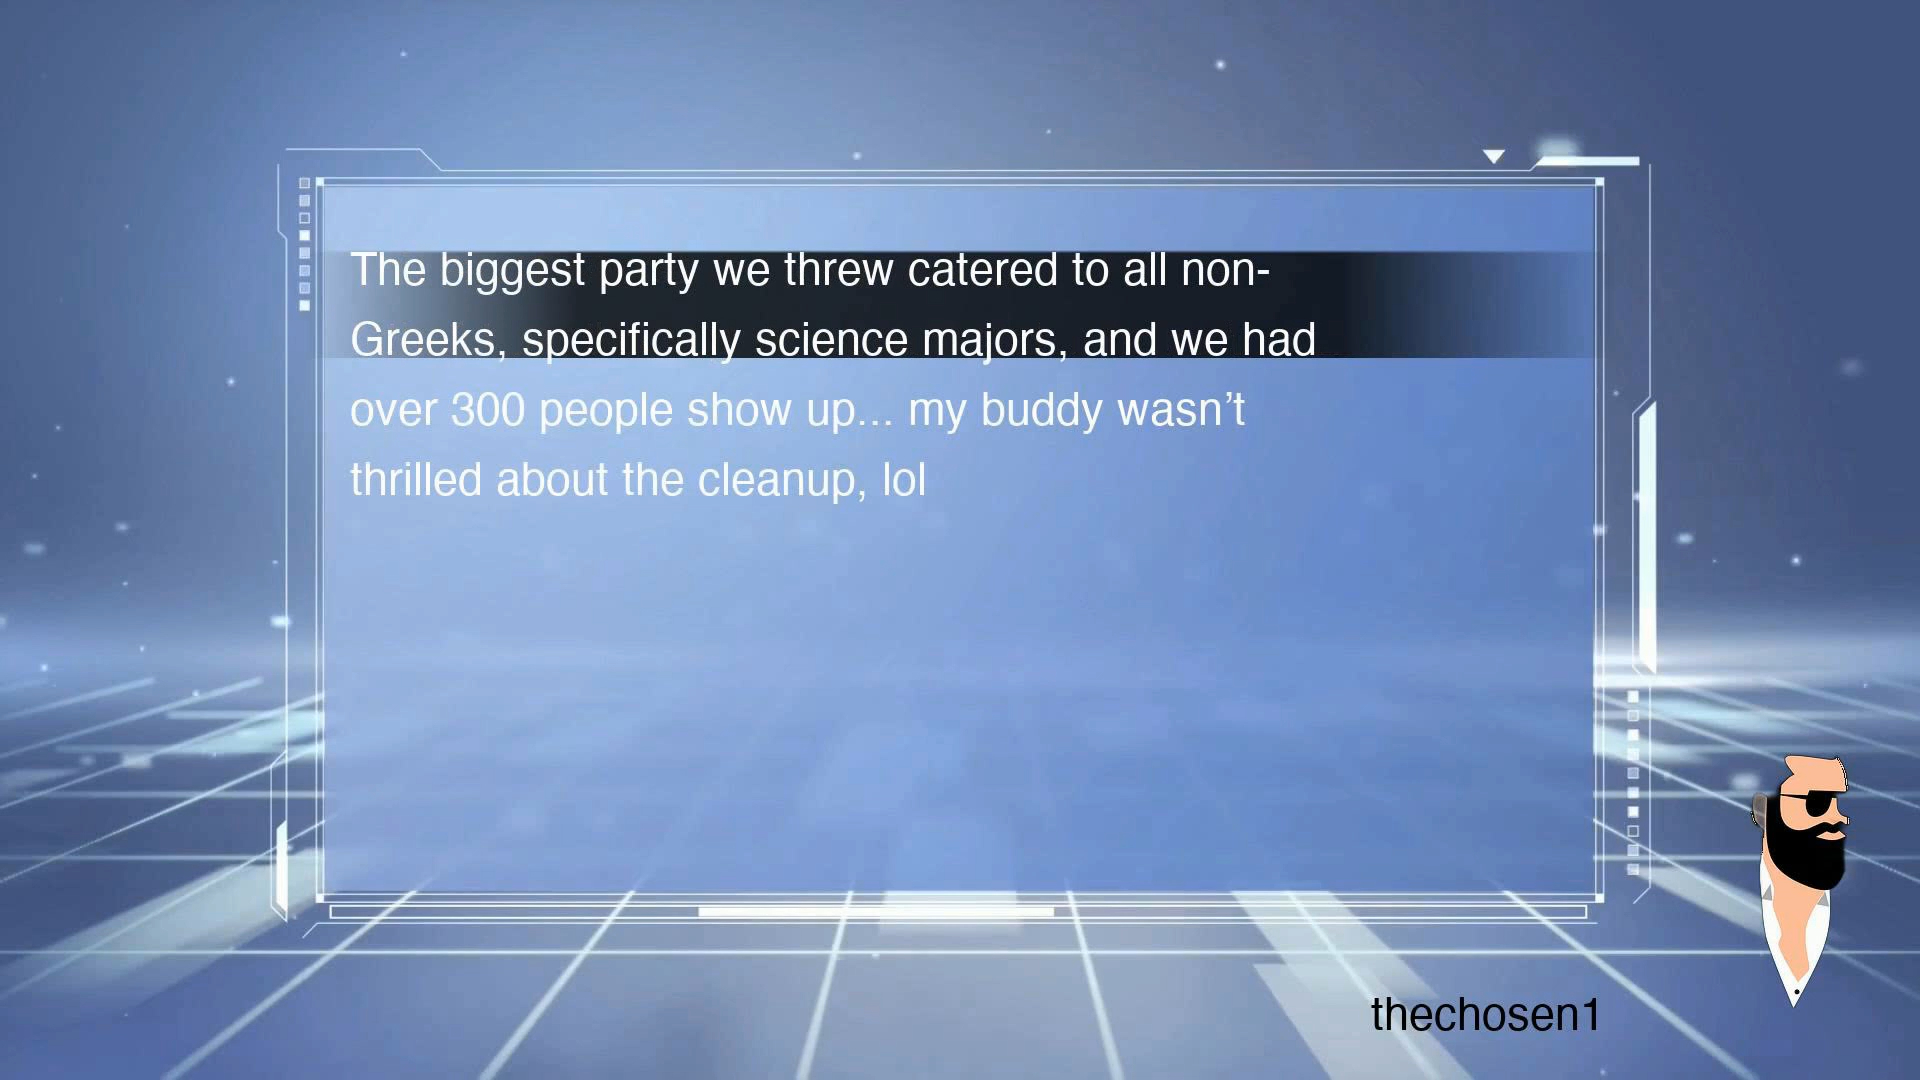 The biggest party we threw catered to all non-
Greeks, specifically science majors, and we had
over 300 people show up... my buddy wasn’t
thrilled about the cleanup, lol
thechosen1